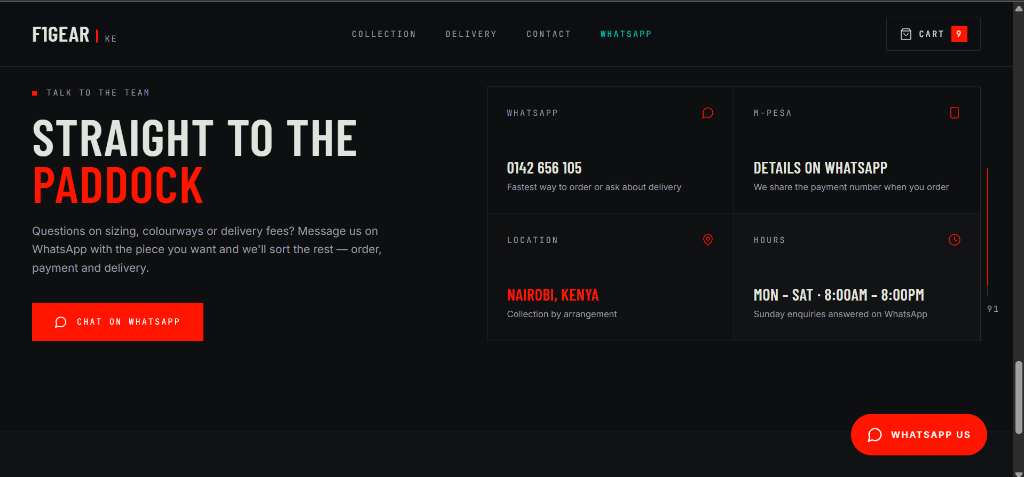 F1GEAR KE
COLLECTION
DELIVERY
CONTACT
WHATSAPP
CART 9
TALK TO THE TEAM
STRAIGHT TO THE
PADDOCK
Questions on sizing, colourways or delivery fees? Message us on
WhatsApp with the piece you want and we'll sort the rest — order,
payment and delivery.
CHAT ON WHATSAPP
WHATSAPP
0142 656 105
Fastest way to order or ask about delivery
M-PESA
DETAILS ON WHATSAPP
We share the payment number when you order
LOCATION
NAIROBI, KENYA
Collection by arrangement
HOURS
MON – SAT · 8:00AM – 8:00PM
Sunday enquiries answered on WhatsApp
91
WHATSAPP US